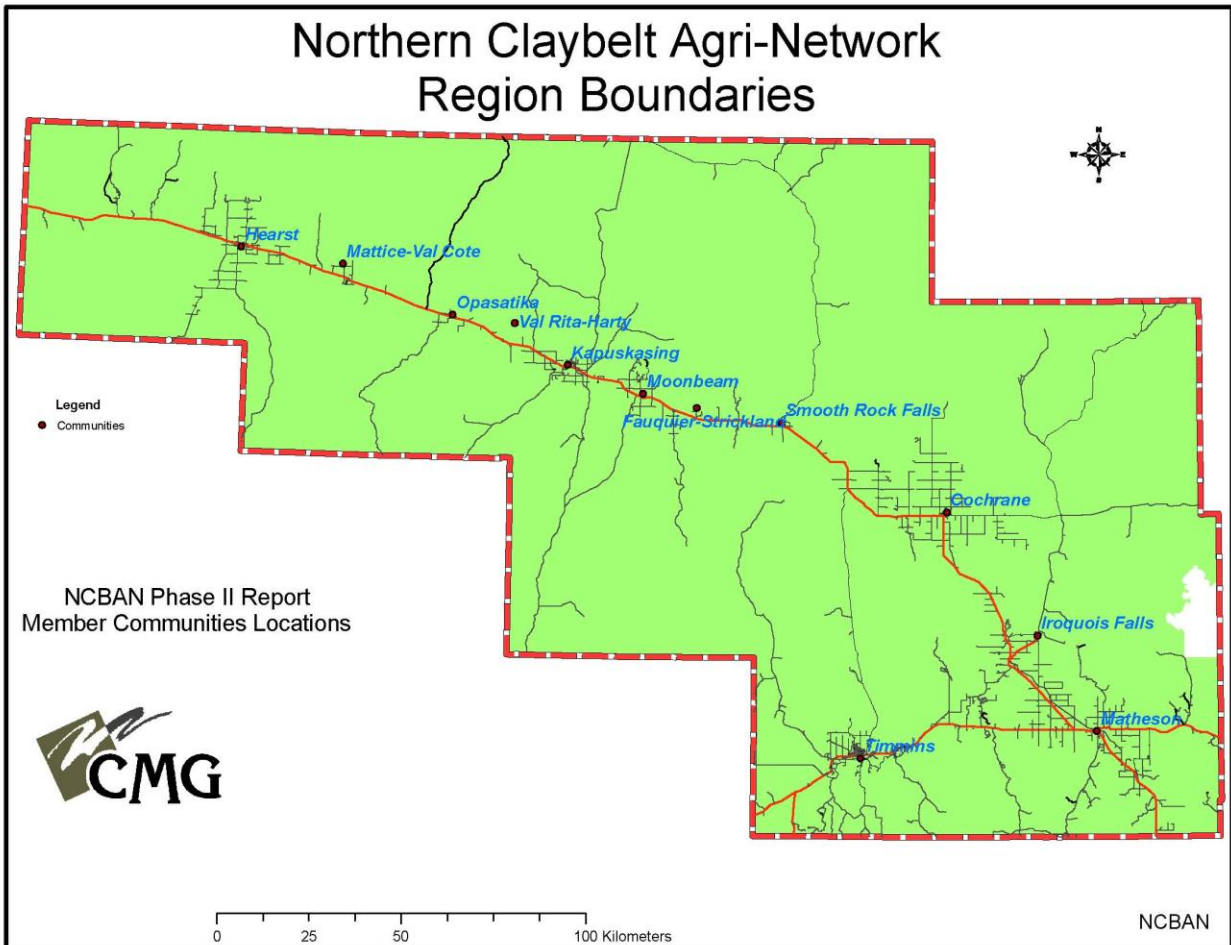 Northern Claybelt Agri-Network
Region Boundaries
N
W
E
S
Hearst
Mattice-Val Cote
Opasatika
Val Rita-Harty
Kapuskasing
Moonbeam
Fauquier-Strickland
Smooth Rock Falls
Cochrane
Iroquois Falls
Matheson
Timmins
Legend
Communities
NCBAN Phase II Report
Member Communities Locations
CMG
0 25 50 100 Kilometers
NCBAN